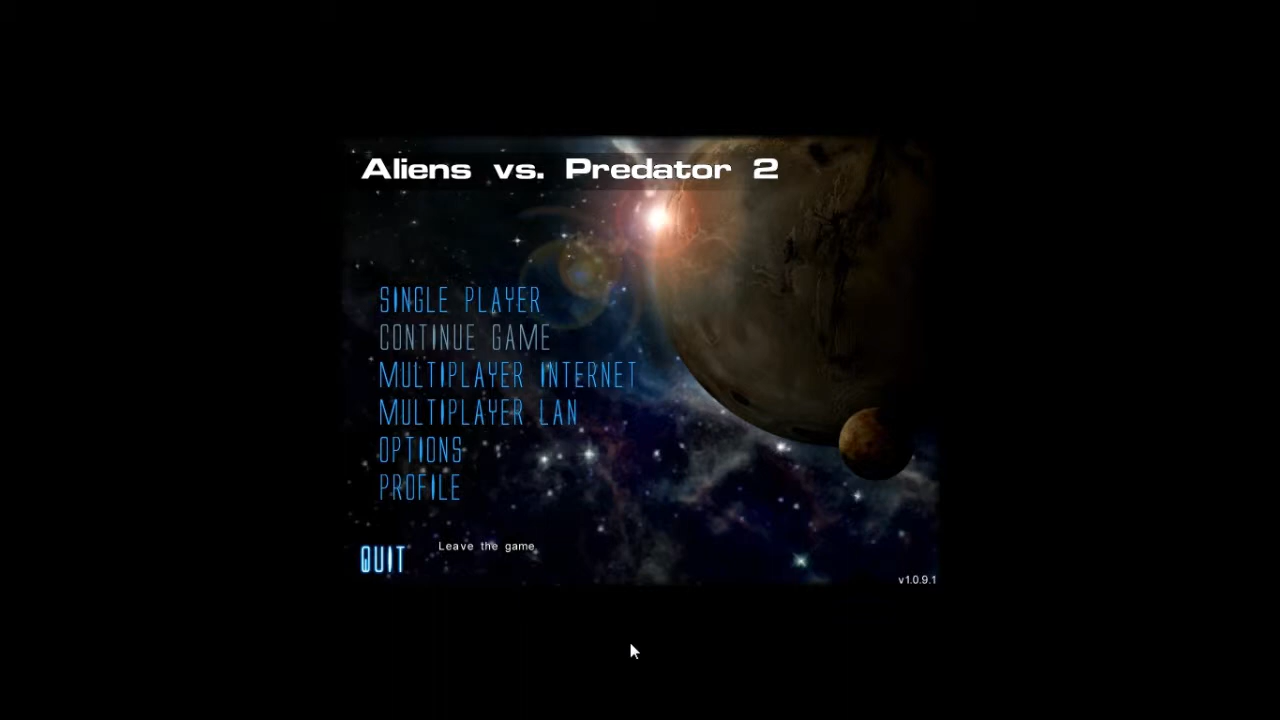 Aliens vs. Predator 2
SINGLE PLAYER
CONTINUE GAME
MULTIPLAYER INTERNET
MULTIPLAYER LAN
OPTIONS
PROFILE
QUIT
Leave the game
v1.0.9.1